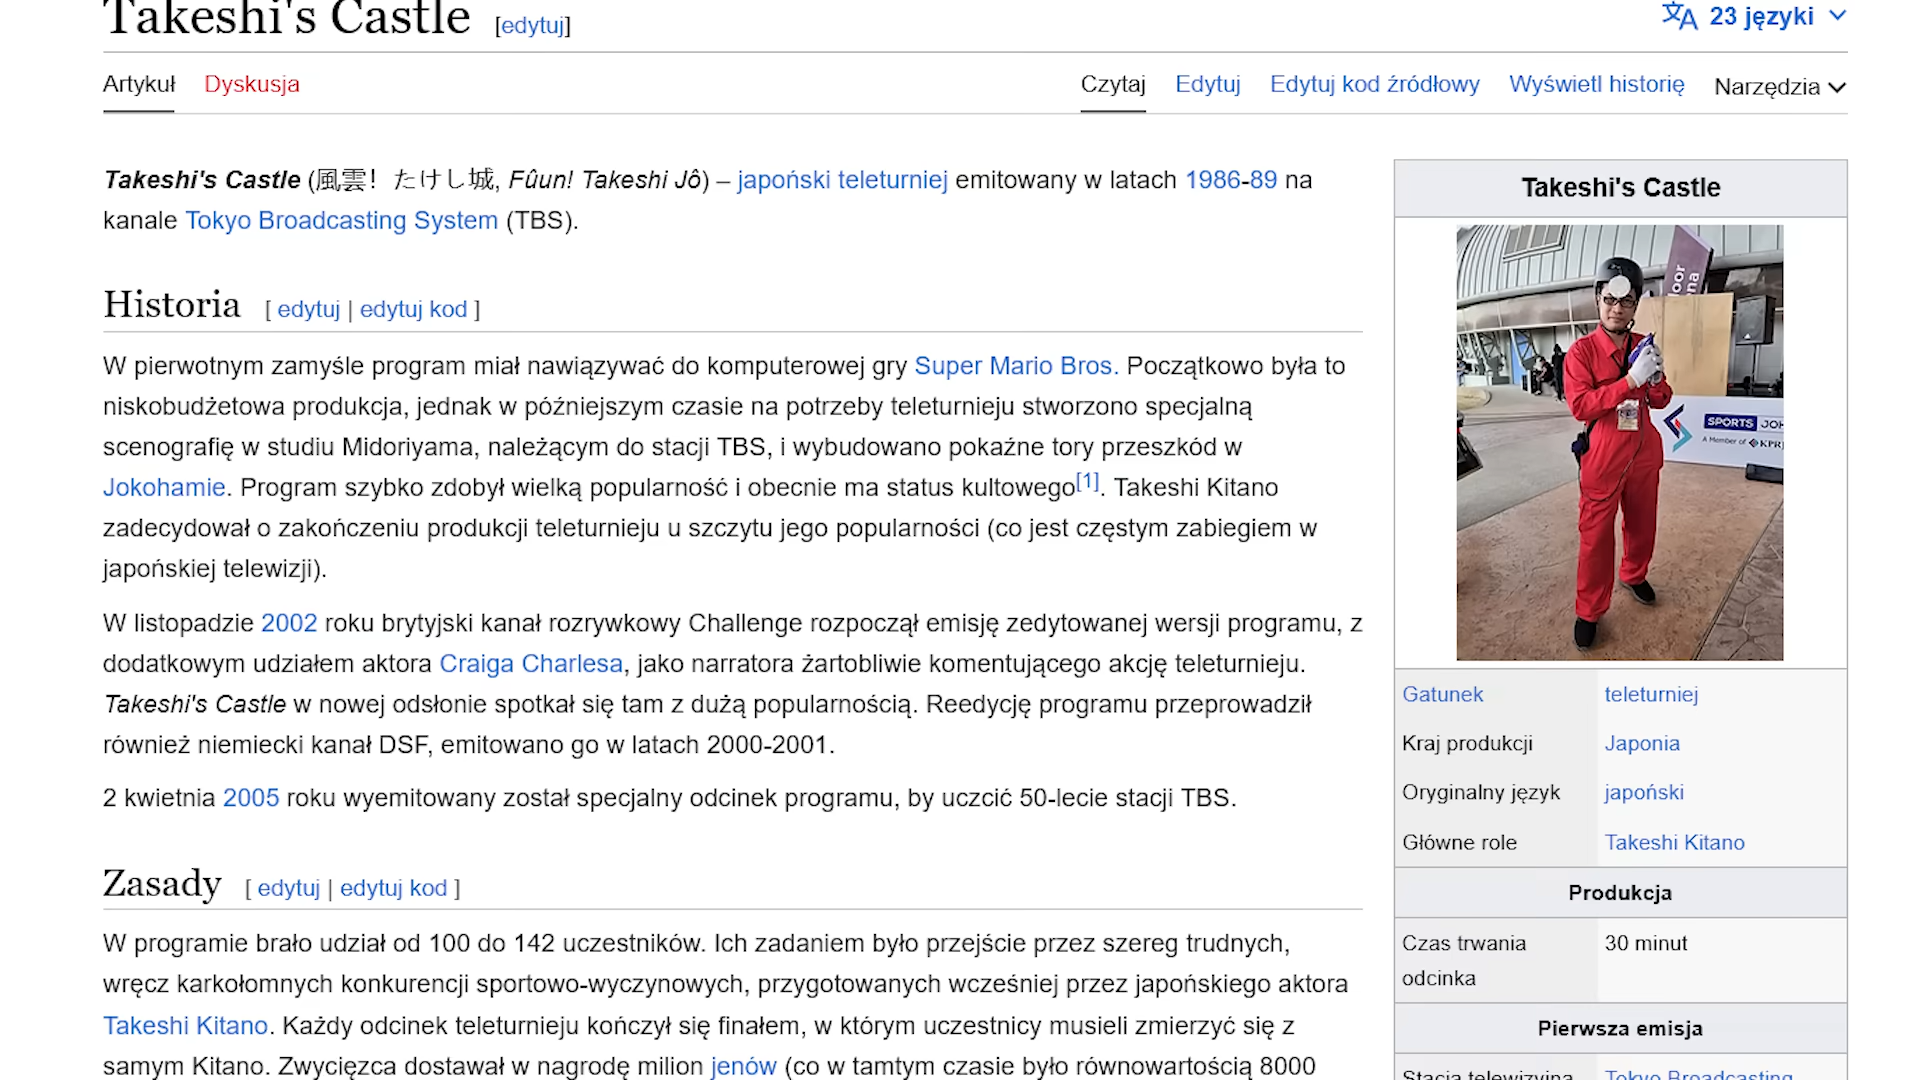 Takeshi's Castle [edytuj]
23 języki
Artykuł Dyskusja Czytaj Edytuj Edytuj kod źródłowy Wyświetl historię Narzędzia
Takeshi's Castle (風雲！たけし城, Fûun! Takeshi Jô) – japoński teleturniej emitowany w latach 1986-89 na
kanale Tokyo Broadcasting System (TBS).
Historia [ edytuj | edytuj kod ]
W pierwotnym zamyśle program miał nawiązywać do komputerowej gry Super Mario Bros. Początkowo była to
niskobudżetowa produkcja, jednak w późniejszym czasie na potrzeby teleturnieju stworzono specjalną
scenografię w studiu Midoriyama, należącym do stacji TBS, i wybudowano pokaźne tory przeszkód w
Jokohamie. Program szybko zdobył wielką popularność i obecnie ma status kultowego[1]. Takeshi Kitano
zadecydował o zakończeniu produkcji teleturnieju u szczytu jego popularności (co jest częstym zabiegiem w
japońskiej telewizji).
W listopadzie 2002 roku brytyjski kanał rozrywkowy Challenge rozpoczął emisję zedytowanej wersji programu, z
dodatkowym udziałem aktora Craiga Charlesa, jako narratora żartobliwie komentującego akcję teleturnieju.
Takeshi's Castle w nowej odsłonie spotkał się tam z dużą popularnością. Reedycję programu przeprowadził
również niemiecki kanał DSF, emitowano go w latach 2000-2001.
2 kwietnia 2005 roku wyemitowany został specjalny odcinek programu, by uczcić 50-lecie stacji TBS.
Zasady [ edytuj | edytuj kod ]
W programie brało udział od 100 do 142 uczestników. Ich zadaniem było przejście przez szereg trudnych,
wręcz karkołomnych konkurencji sportowo-wyczynowych, przygotowanych wcześniej przez japońskiego aktora
Takeshi Kitano. Każdy odcinek teleturnieju kończył się finałem, w którym uczestnicy musieli zmierzyć się z
samym Kitano. Zwycięzca dostawał w nagrodę milion jenów (co w tamtym czasie było równowartością 8000
Takeshi's Castle
SPORTS
A Member of KPR
Gatunek teleturniej
Kraj produkcji Japonia
Oryginalny język japoński
Główne role Takeshi Kitano
Produkcja
Czas trwania 30 minut
odcinka
Pierwsza emisja
Stacja telewizyjna Tokyo Broadcasting